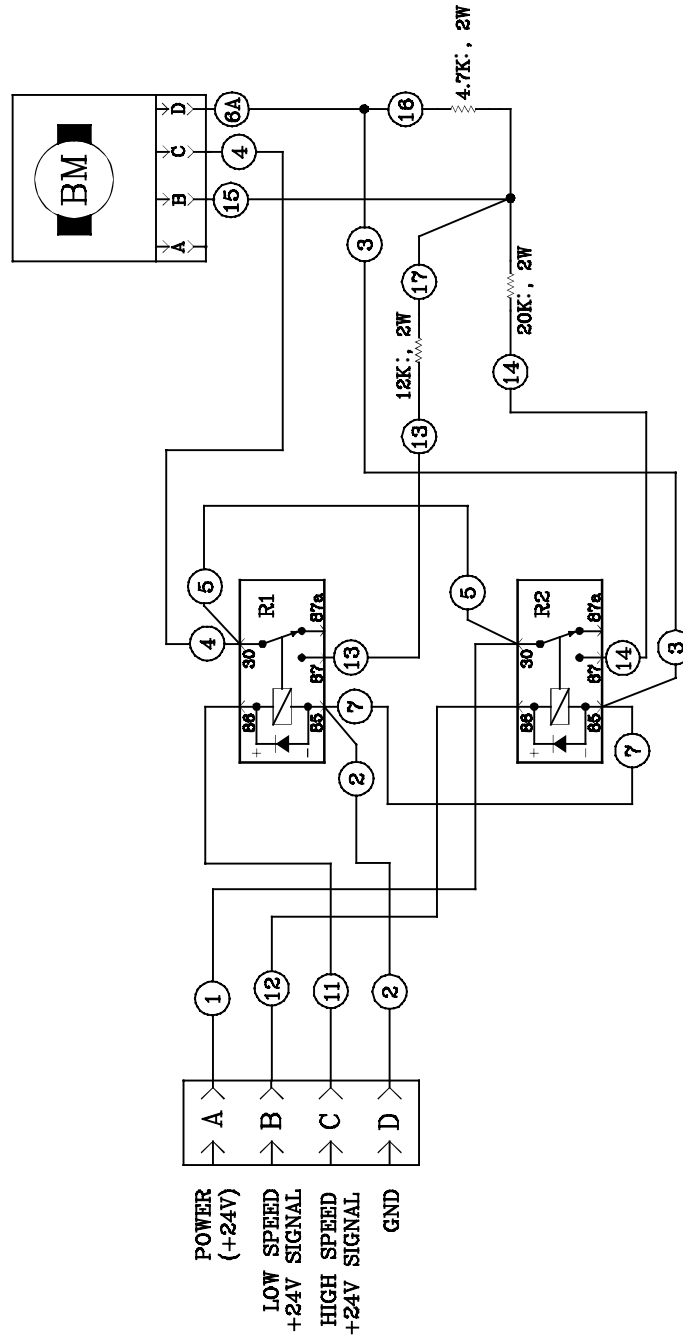 BM
A
B
C
D
15
4
6A
3
16
4.7K:, 2W
17
12K:, 2W
20K:, 2W
13
14
5
4
R1
30
87a
87
86
85
+
-
13
7
2
5
R2
30
87a
87
86
85
+
-
14
3
7
1
12
11
2
A
B
C
D
POWER
(+24V)
LOW SPEED
+24V SIGNAL
HIGH SPEED
+24V SIGNAL
GND